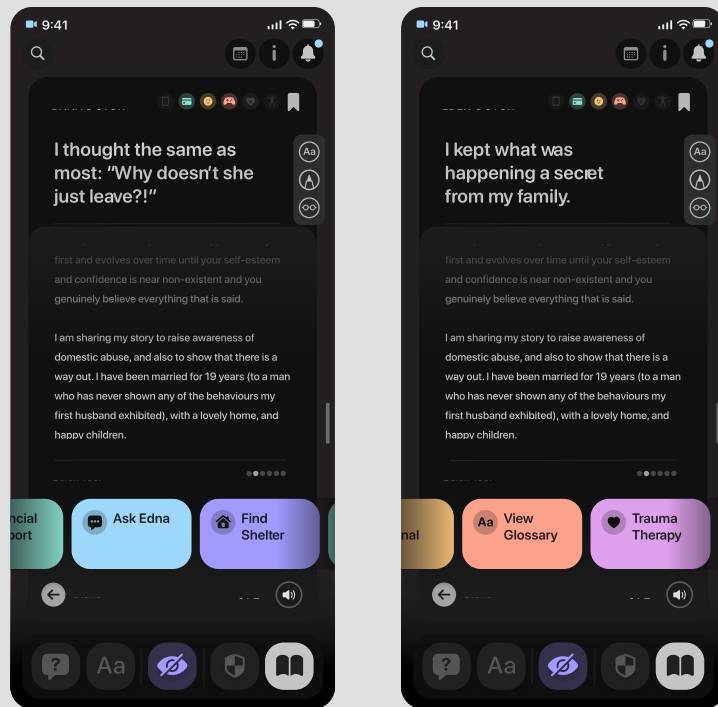 9:41
I thought the same as
most: “Why doesn’t she
just leave?!”
Aa
first and evolves over time until your self-esteem
and confidence is near non-existent and you
genuinely believe everything that is said.
I am sharing my story to raise awareness of
domestic abuse, and also to show that there is a
way out. I have been married for 19 years (to a man
who has never shown any of the behaviours my
first husband exhibited), with a lovely home, and
happy children.
ncial
port
Ask Edna
Find
Shelter
?
Aa
9:41
I kept what was
happening a secret
from my family.
Aa
first and evolves over time until your self-esteem
and confidence is near non-existent and you
genuinely believe everything that is said.
I am sharing my story to raise awareness of
domestic abuse, and also to show that there is a
way out. I have been married for 19 years (to a man
who has never shown any of the behaviours my
first husband exhibited), with a lovely home, and
happy children.
nal
Aa
View
Glossary
Trauma
Therapy
?
Aa